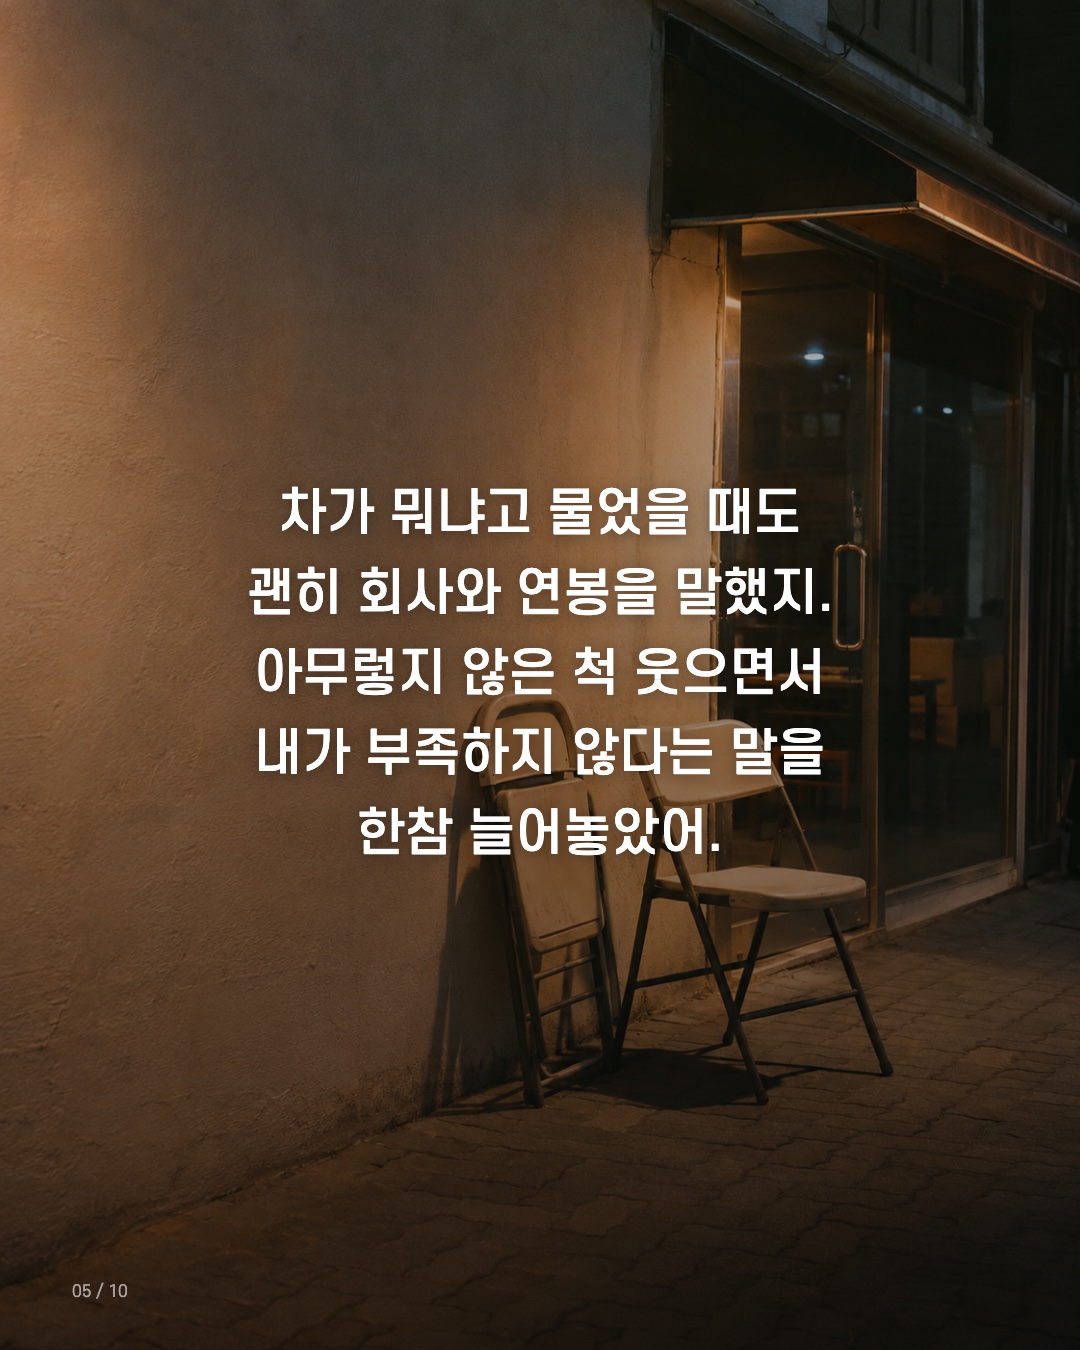 차가 뭐냐고 물었을 때도
괜히 회사와 연봉을 말했지.
아무렇지 않은 척 웃으면서
내가 부족하지 않다는 말을
한참 늘어놓았어.
05 / 10